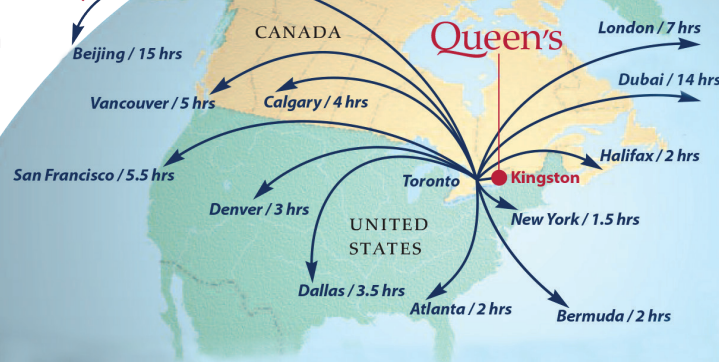 CANADA
Queen's
London / 7 hrs
Beijing / 15 hrs
Dubai / 14 hrs
Vancouver / 5 hrs
Calgary / 4 hrs
Halifax / 2 hrs
San Francisco / 5.5 hrs
Toronto
Kingston
Denver / 3 hrs
New York / 1.5 hrs
UNITED
STATES
Dallas / 3.5 hrs
Atlanta / 2 hrs
Bermuda / 2 hrs